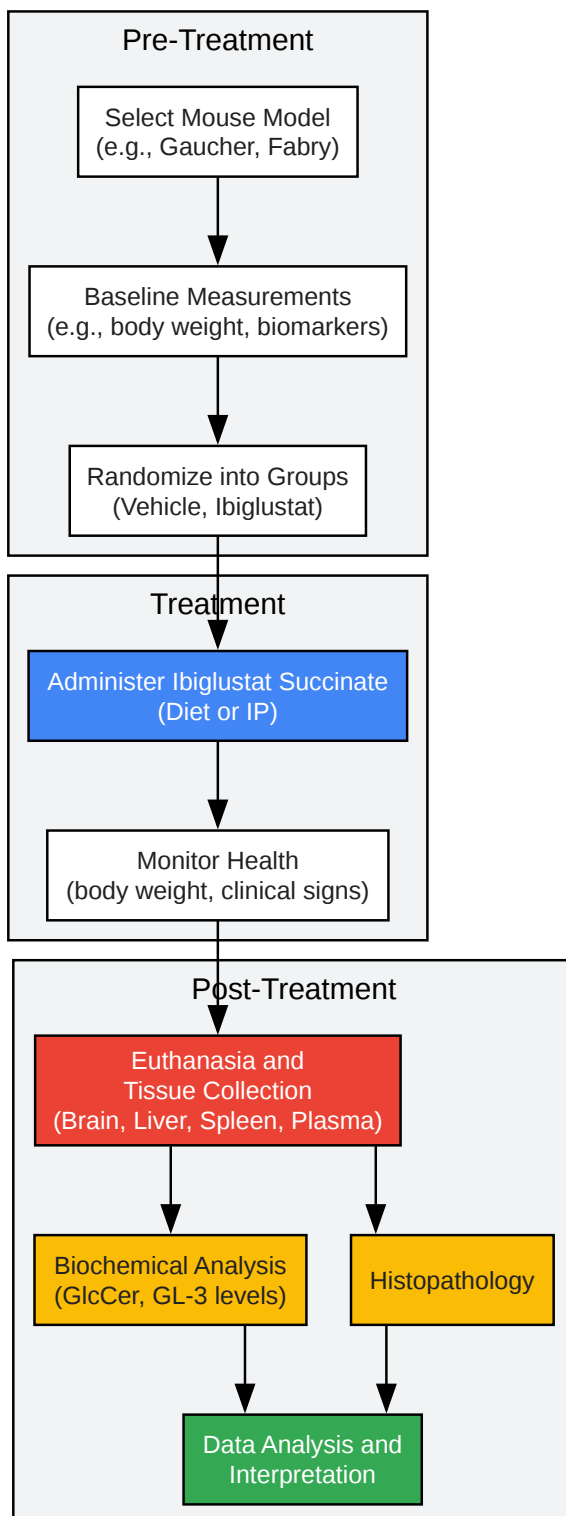 Pre-Treatment
Select Mouse Model
(e.g., Gaucher, Fabry)
Baseline Measurements
(e.g., body weight, biomarkers)
Randomize into Groups
(Vehicle, Ibiglustat)
Treatment
Administer Ibiglustat Succinate
(Diet or IP)
Monitor Health
(body weight, clinical signs)
Post-Treatment
Euthanasia and
Tissue Collection
(Brain, Liver, Spleen, Plasma)
Biochemical Analysis
(GlcCer, GL-3 levels)
Histopathology
Data Analysis and
Interpretation